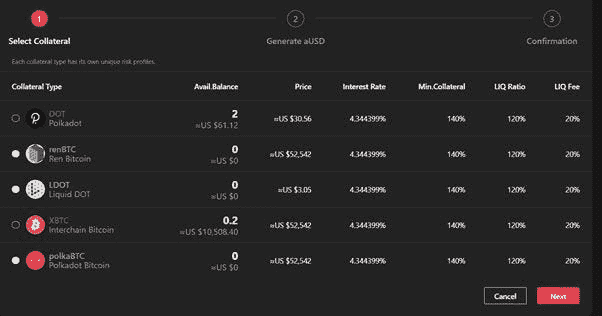 1 2 3
Select Collateral Generate aUSD Confirmation
Each collateral type has its own unique risk profiles.
Collateral Type Avail.Balance Price Interest Rate Min.Collateral LIQ Ratio LIQ Fee
DOT 2
Polkadot ≈US $61.12 ≈US $30.56 4.344399% 140% 120% 20%
renBTC 0
Ren Bitcoin ≈US $0 ≈US $52,542 4.344399% 140% 120% 20%
LDOT 0
Liquid DOT ≈US $0 ≈US $3.05 4.344399% 140% 120% 20%
XBTC 0.2
Interchain Bitcoin ≈US $10,508.40 ≈US $52,542 4.344399% 140% 120% 20%
polkaBTC 0
Polkadot Bitcoin ≈US $0 ≈US $52,542 4.344399% 140% 120% 20%
Cancel Next